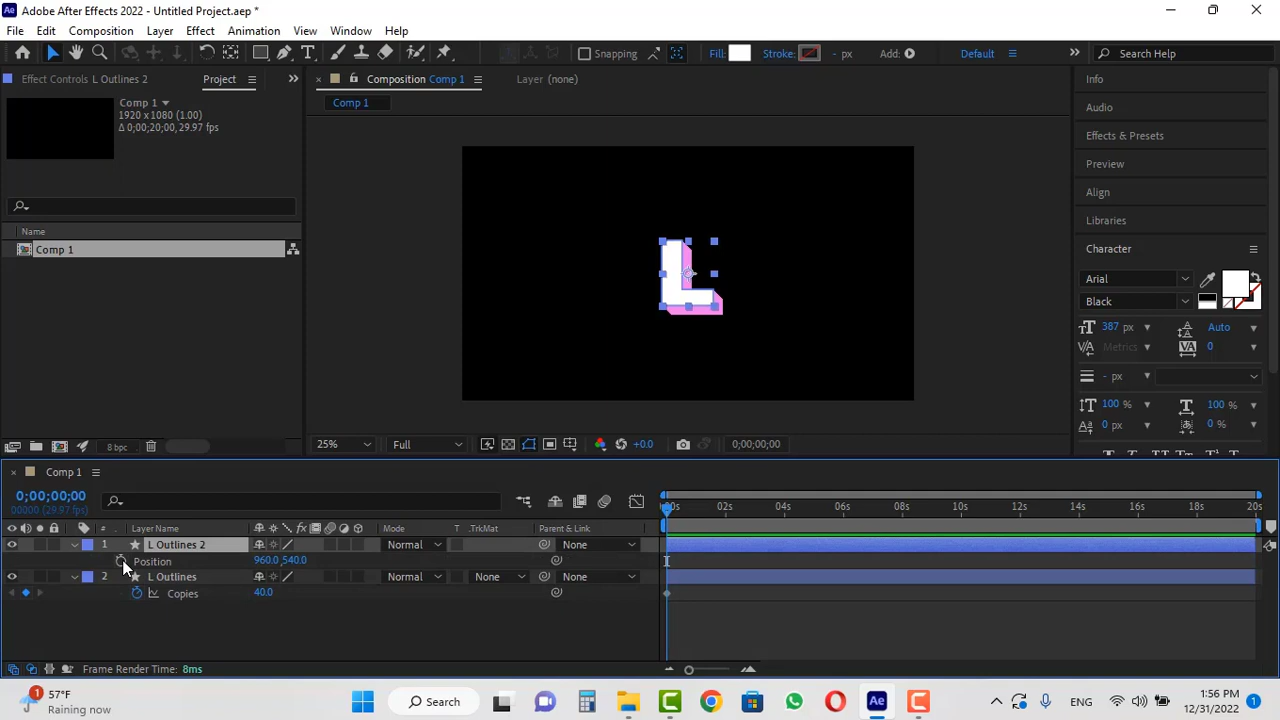 Ae Adobe After Effects 2022 - Untitled Project.aep *
File Edit Composition Layer Effect Animation View Window Help
Snapping Fill: Stroke: - px Add: Default Search Help
Effect Controls L Outlines 2 Project
Composition Comp 1 Layer (none)
Comp 1
Comp 1
1920 x 1080 (1.00)
Δ 0;00;20;00, 29.97 fps
Name
Comp 1
8 bpc
25% Full +0.0 0;00;00;00
Info
Audio
Effects & Presets
Preview
Align
Libraries
Character
Arial
Black
387 px Auto
Metrics 0
- px
100 % 100 %
0 px 0 %
Comp 1
0;00;00;00
00000 (29.97 fps)
:00s 02s 04s 06s 08s 10s 12s 14s 16s 18s 20s
# Layer Name Mode T .TrkMat Parent & Link
1 L Outlines 2 Normal None
Position 960.0,540.0
2 L Outlines Normal None None
Copies 40.0
Frame Render Time: 8ms
1
57°F
Raining now
Search
Ae
ENG
1:56 PM
12/31/2022
1